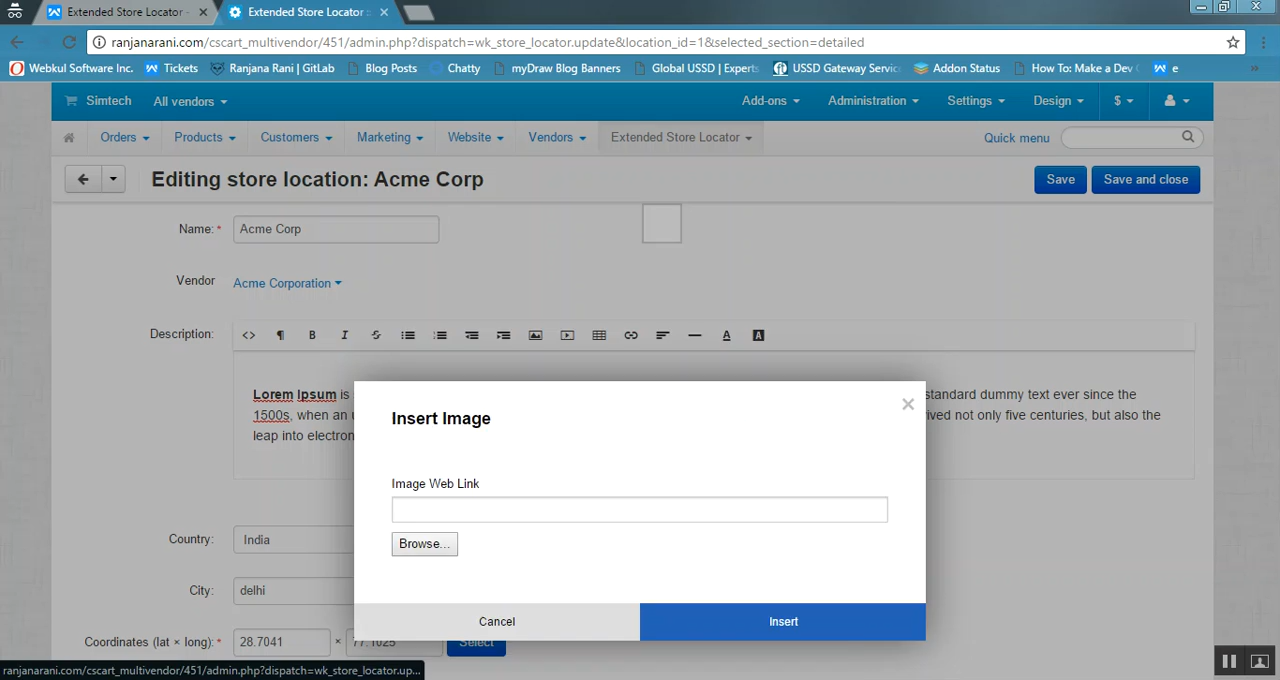 Extended Store Locator -
Extended Store Locator :
ranjanarani.com/cscart_multivendor/451/admin.php?dispatch=wk_store_locator.update&location_id=1&selected_section=detailed
Webkul Software Inc. Tickets Ranjana Rani | GitLab Blog Posts Chatty myDraw Blog Banners Global USSD | Experts USSD Gateway Servic Addon Status How To: Make a Dev e »
Simtech All vendors Add-ons Administration Settings Design $
Orders Products Customers Marketing Website Vendors Extended Store Locator Quick menu
Editing store location: Acme Corp Save Save and close
Name: * Acme Corp
Vendor Acme Corporation
Description:
Lorem Ipsum is standard dummy text ever since the
1500s, when an ived not only five centuries, but also the
leap into electron
Insert Image
Image Web Link
Browse...
Cancel Insert
Country: India
City: delhi
Coordinates (lat × long): * 28.7041 × 77.1025 Select
ranjanarani.com/cscart_multivendor/451/admin.php?dispatch=wk_store_locator.up...